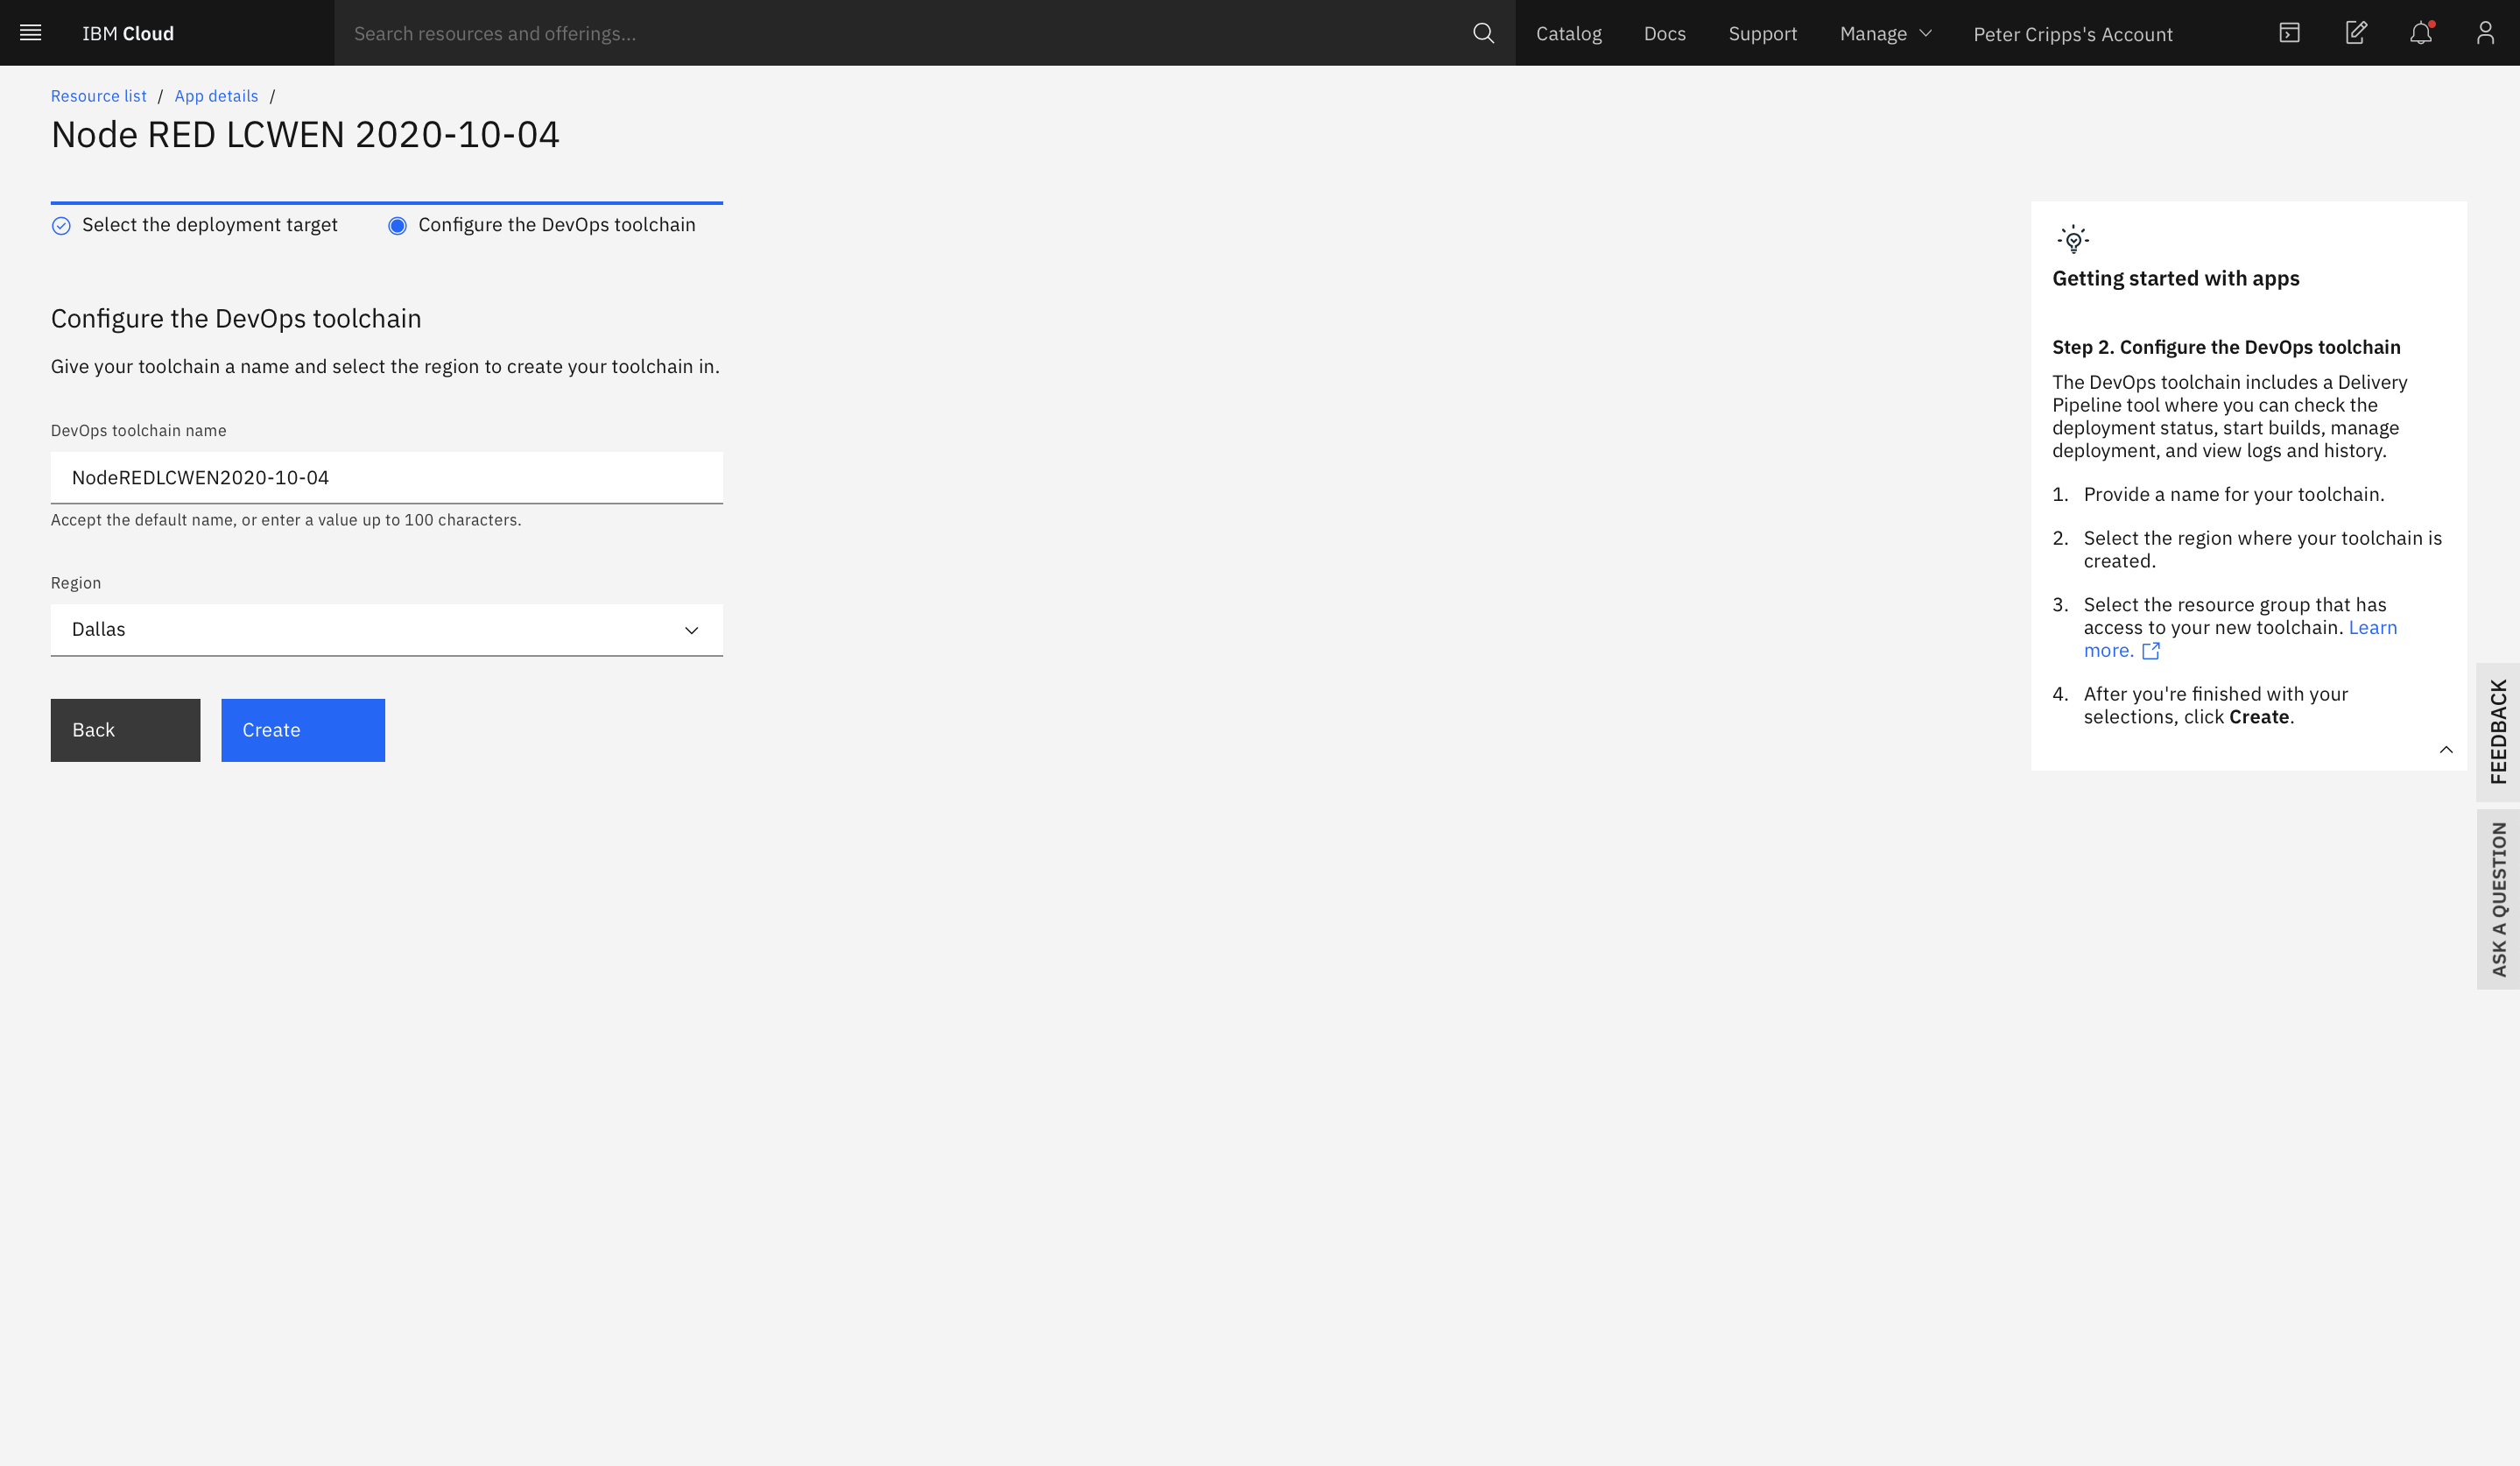 IBM Cloud
Search resources and offerings...
Catalog
Docs
Support
Manage
Peter Cripps's Account
Resource list / App details /
Node RED LCWEN 2020-10-04
Select the deployment target
Configure the DevOps toolchain
Configure the DevOps toolchain
Give your toolchain a name and select the region to create your toolchain in.
DevOps toolchain name
NodeREDLCWEN2020-10-04
Accept the default name, or enter a value up to 100 characters.
Region
Dallas
Back
Create
Getting started with apps
Step 2. Configure the DevOps toolchain
The DevOps toolchain includes a Delivery
Pipeline tool where you can check the
deployment status, start builds, manage
deployment, and view logs and history.
1. Provide a name for your toolchain.
2. Select the region where your toolchain is
created.
3. Select the resource group that has
access to your new toolchain. Learn
more.
4. After you're finished with your
selections, click Create.
FEEDBACK
ASK A QUESTION